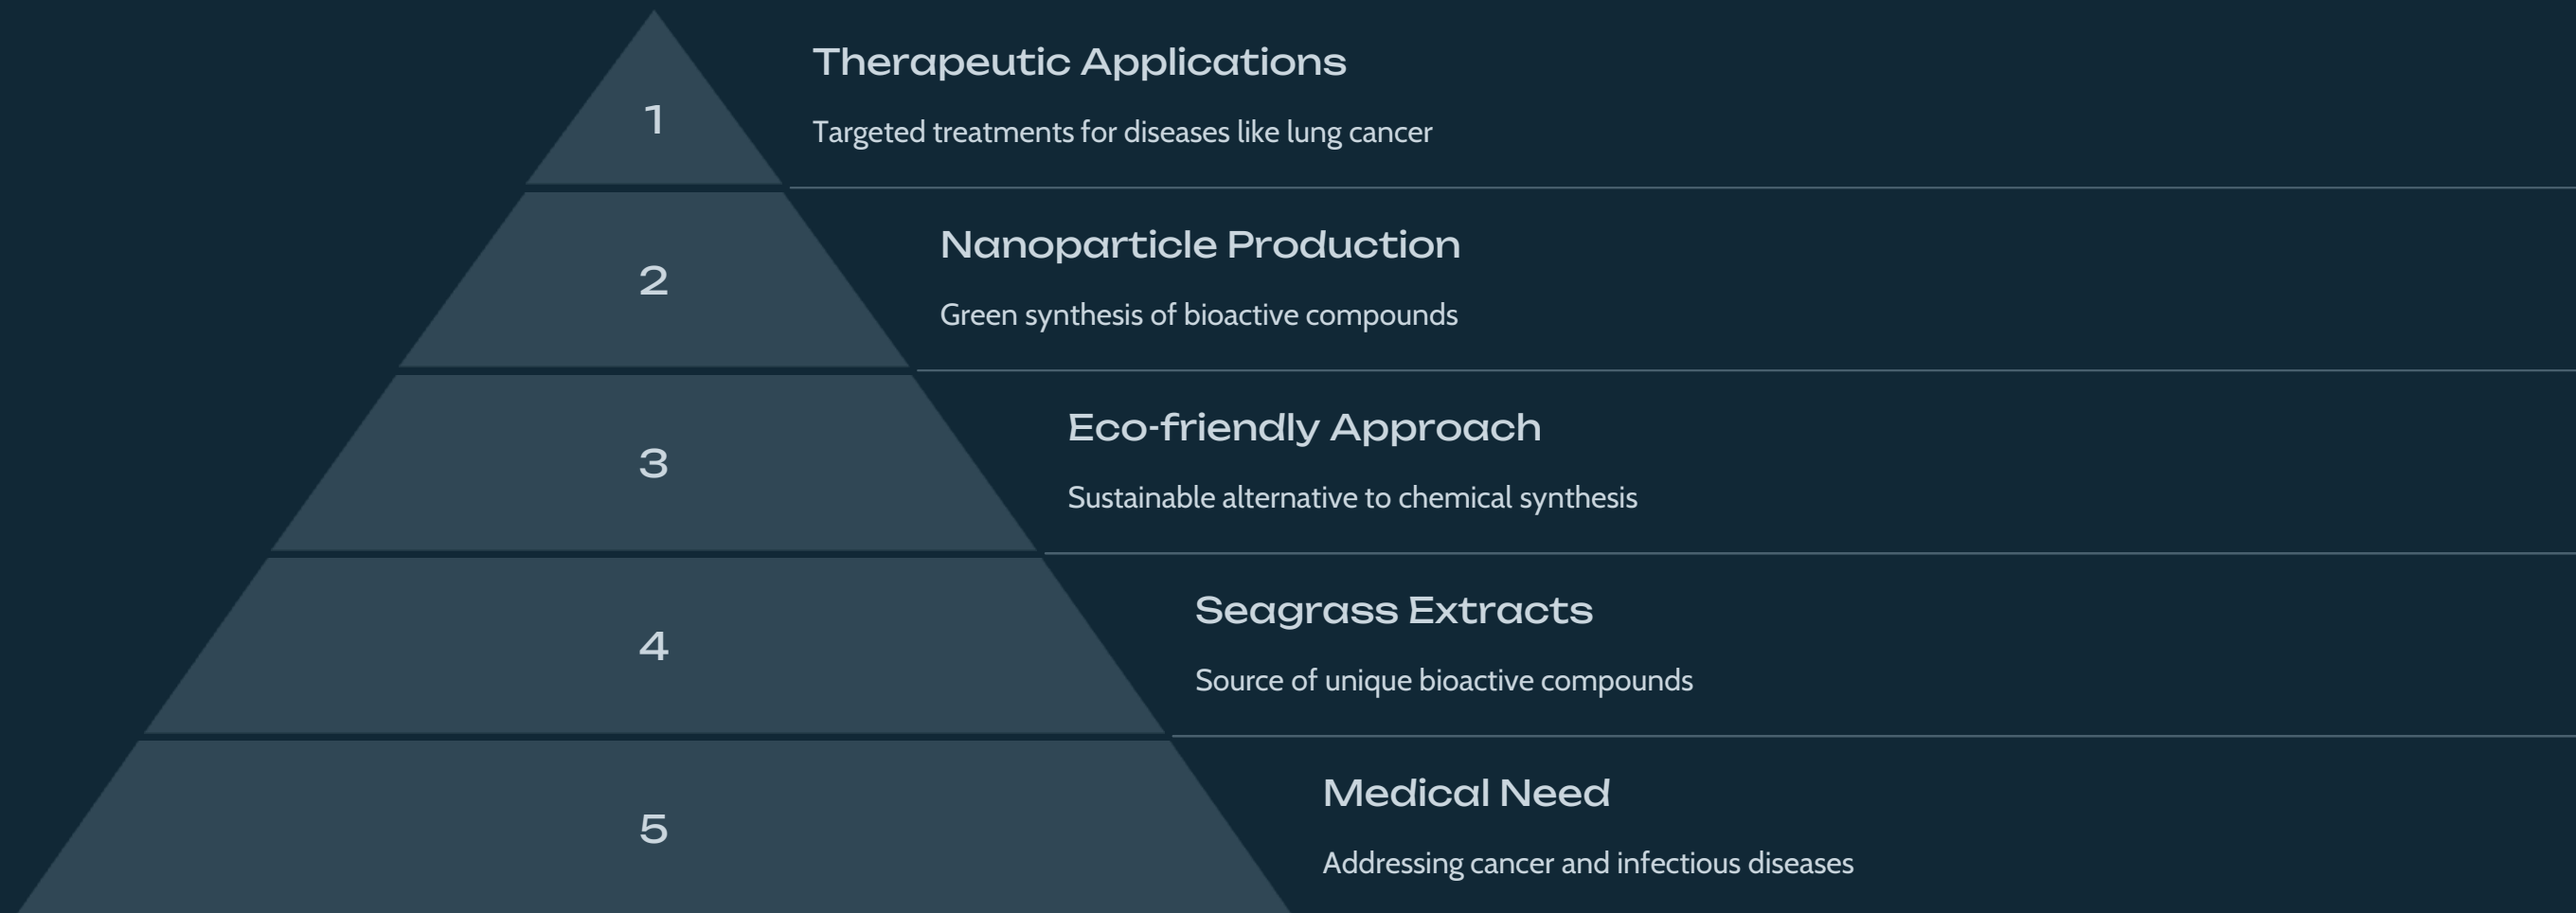 1
Therapeutic Applications
Targeted treatments for diseases like lung cancer
2
Nanoparticle Production
Green synthesis of bioactive compounds
3
Eco-friendly Approach
Sustainable alternative to chemical synthesis
4
Seagrass Extracts
Source of unique bioactive compounds
5
Medical Need
Addressing cancer and infectious diseases